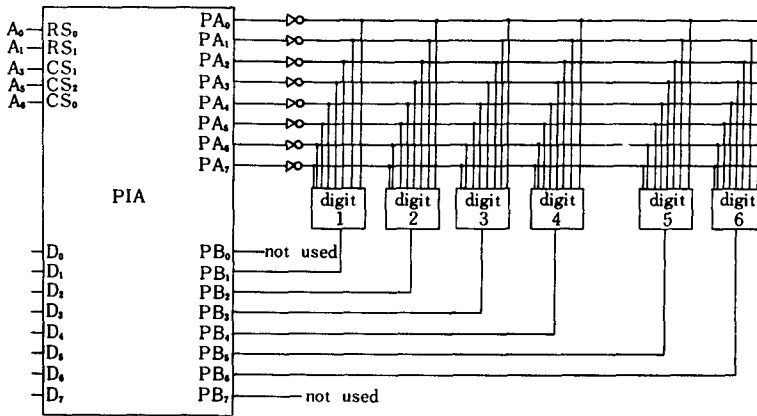 A₀ RS₀ PA₀
A₁ RS₁ PA₁
A₃ CS₁ PA₂
A₅ CS₂ PA₃
A₆ CS₀ PA₄
PA₅
PA₆
PA₇
PIA
digit 1
digit 2
digit 3
digit 4
digit 5
digit 6
D₀ PB₀ not used
D₁ PB₁
D₂ PB₂
D₃ PB₃
D₄ PB₄
D₅ PB₅
D₆ PB₆
D₇ PB₇ not used